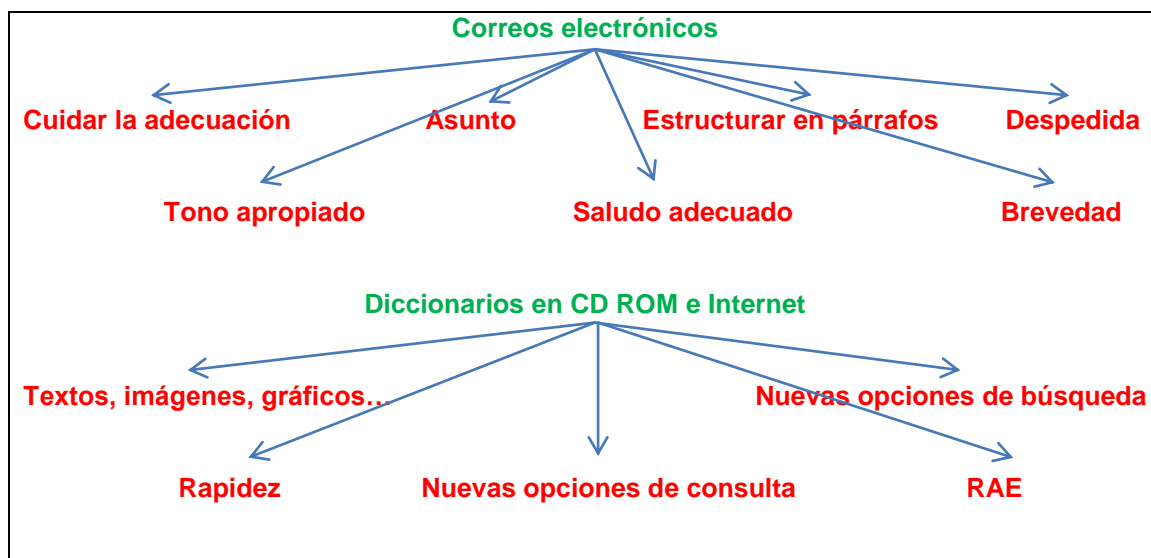 Correos electrónicos
Cuidar la adecuación Asunto Estructurar en párrafos Despedida
Tono apropiado Saludo adecuado Brevedad
Diccionarios en CD ROM e Internet
Textos, imágenes, gráficos… Nuevas opciones de búsqueda
Rapidez Nuevas opciones de consulta RAE